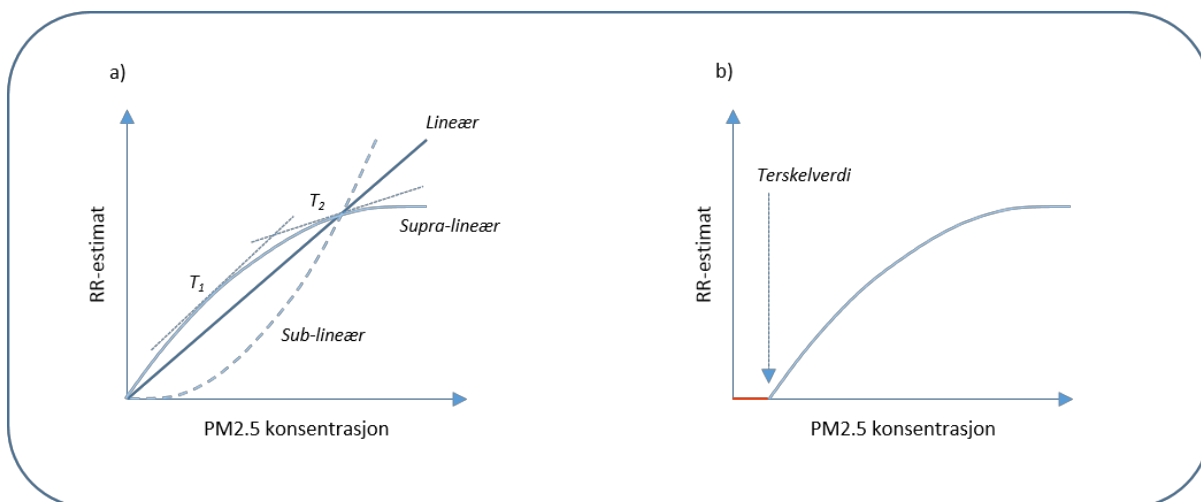 a)
Lineær
T2
Supra-lineær
T1
Sub-lineær
RR-estimat
PM2.5 konsentrasjon
b)
Terskelverdi
RR-estimat
PM2.5 konsentrasjon